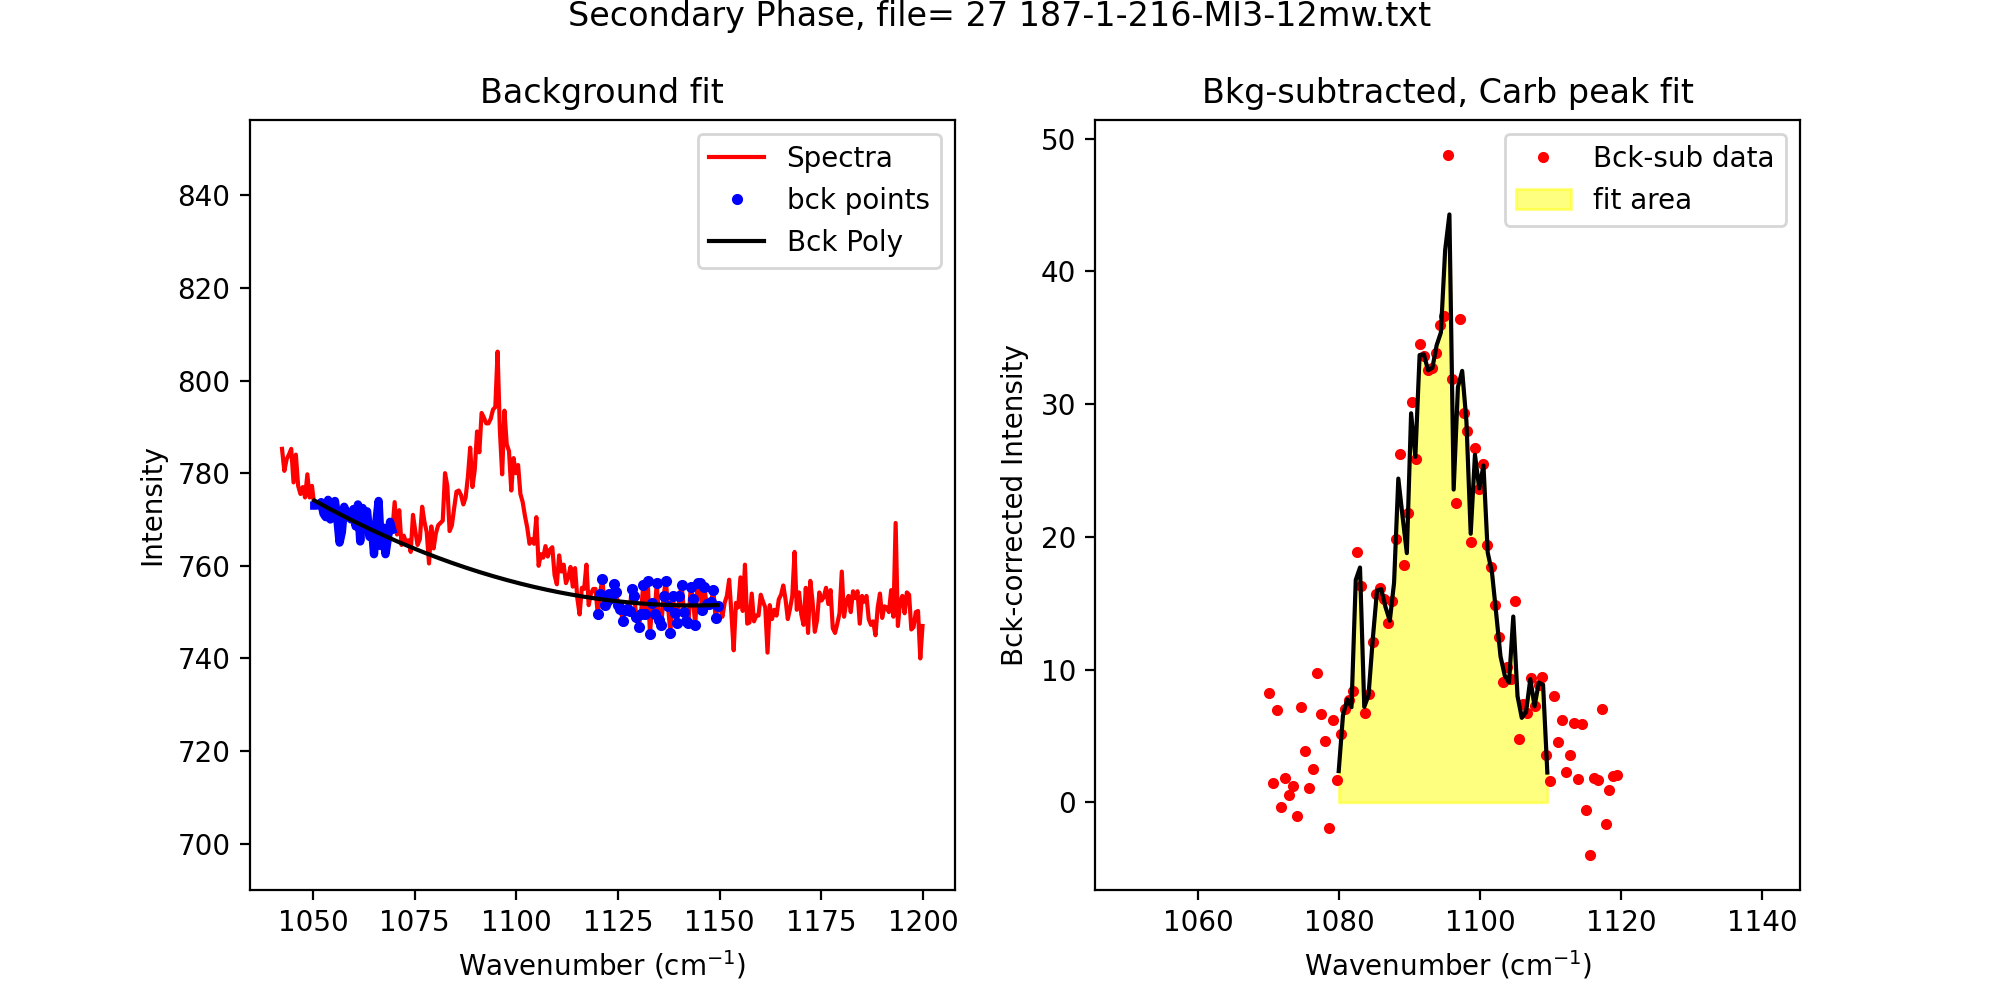 Secondary Phase, file= 27 187-1-216-MI3-12mw.txt
Background fit
Spectra
bck points
Bck Poly
840
820
800
780
760
740
720
700
Intensity
1050 1075 1100 1125 1150 1175 1200
Wavenumber (cm⁻¹)
Bkg-subtracted, Carb peak fit
Bck-sub data
fit area
50
40
30
20
10
0
Bck-corrected Intensity
1060 1080 1100 1120 1140
Wavenumber (cm⁻¹)